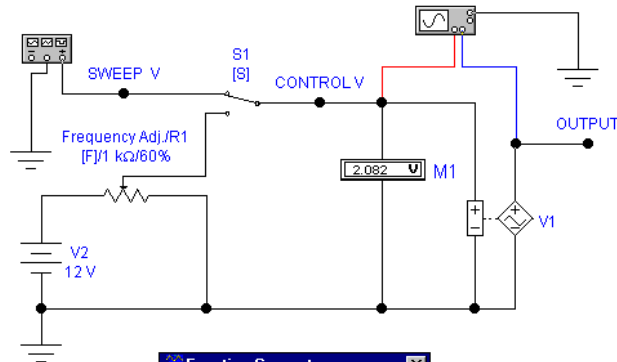 S1
[S]
SWEEP V
CONTROL V
OUTPUT
Frequency Adj./R1
[F]/1 kΩ/60%
2.082 V
M1
V1
V2
12 V
Function Generator